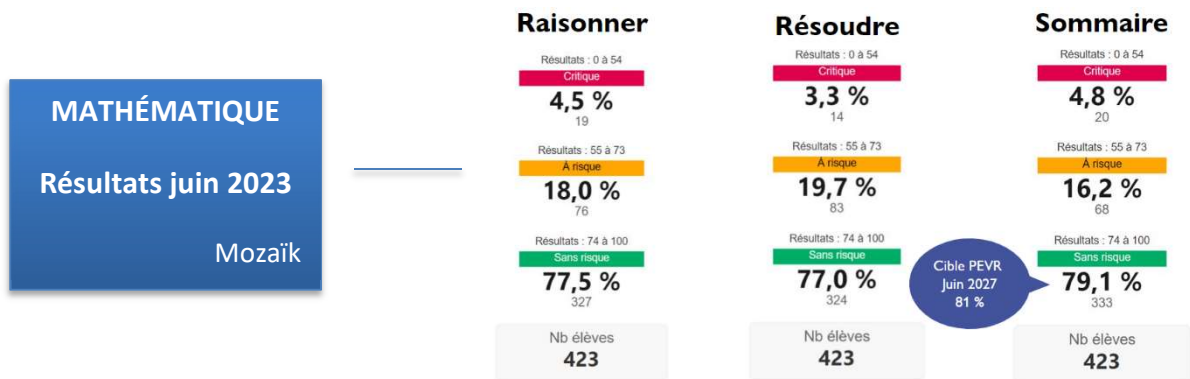 MATHÉMATIQUE
Résultats juin 2023
Mozaïk
Raisonner
Résultats : 0 à 54
Critique
4,5 %
19
Résultats : 55 à 73
À risque
18,0 %
76
Résultats : 74 à 100
Sans risque
77,5 %
327
Nb élèves
423
Résoudre
Résultats : 0 à 54
Critique
3,3 %
14
Résultats : 55 à 73
À risque
19,7 %
83
Résultats : 74 à 100
Sans risque
77,0 %
324
Nb élèves
423
Cible PEVR
Juin 2027
81 %
Sommaire
Résultats : 0 à 54
Critique
4,8 %
20
Résultats : 55 à 73
À risque
16,2 %
68
Résultats : 74 à 100
Sans risque
79,1 %
333
Nb élèves
423